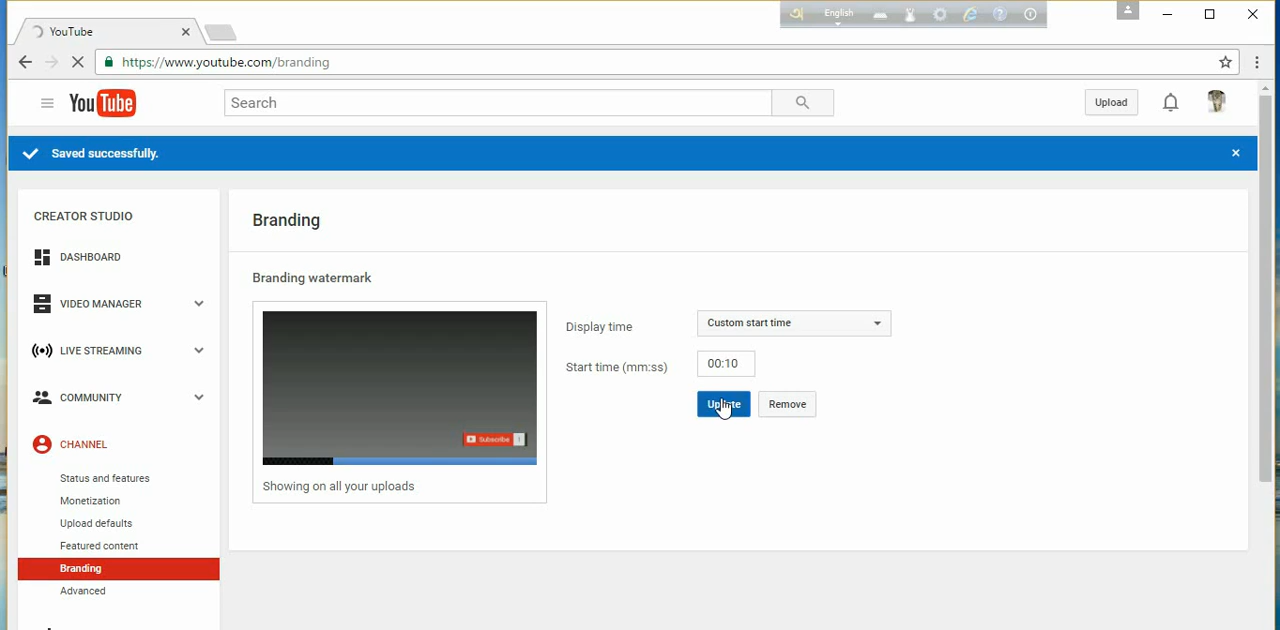 YouTube
English
https://www.youtube.com/branding
YouTube
Search
Upload
Saved successfully.
CREATOR STUDIO
DASHBOARD
VIDEO MANAGER
LIVE STREAMING
COMMUNITY
CHANNEL
Status and features
Monetization
Upload defaults
Featured content
Branding
Advanced
Branding
Branding watermark
Subscribe
Showing on all your uploads
Display time
Custom start time
Start time (mm:ss)
00:10
Update
Remove